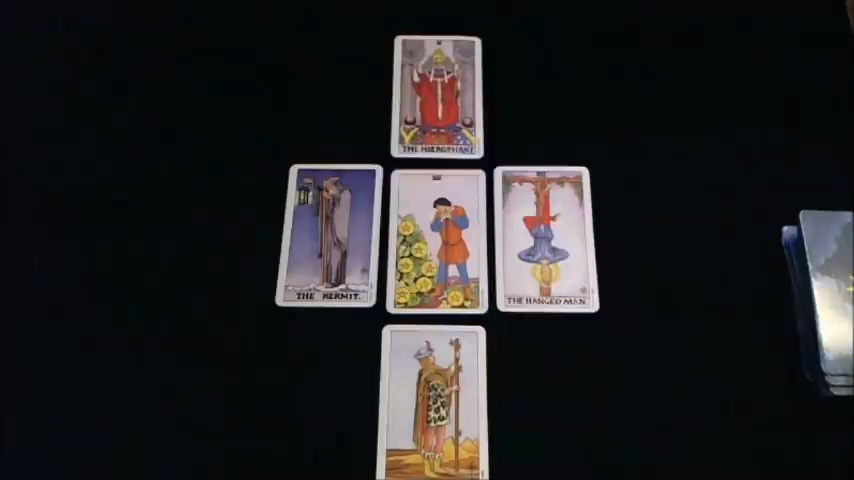 THE HIEROPHANT.
THE HERMIT.
THE HANGED MAN.